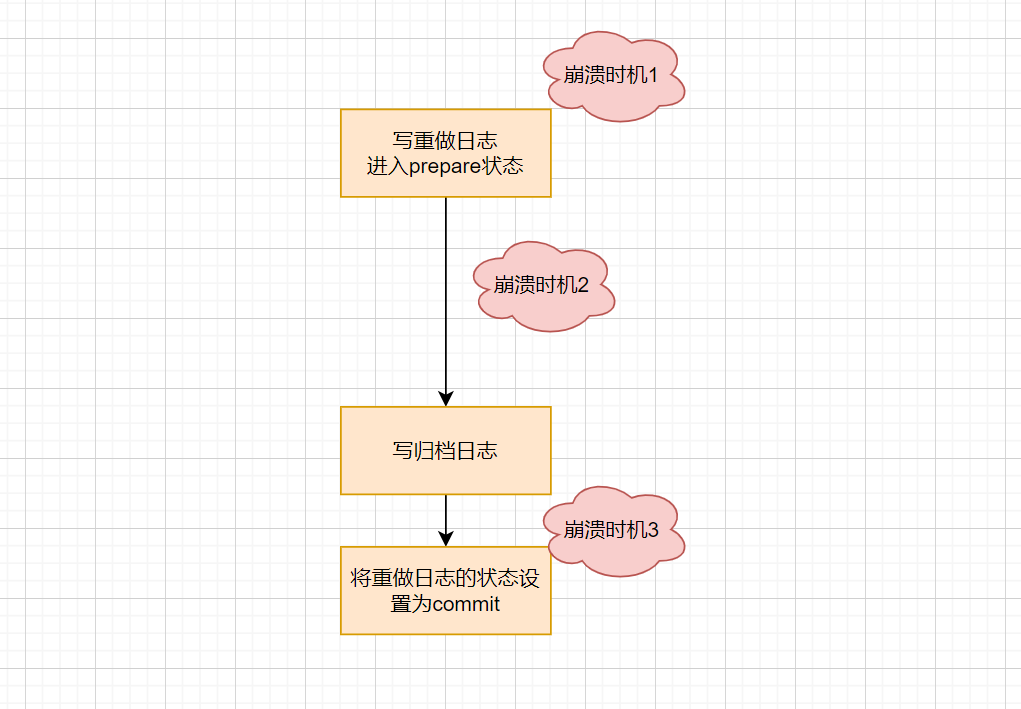 崩溃时机1
写重做日志
进入prepare状态
崩溃时机2
写归档日志
崩溃时机3
将重做日志的状态设
置为commit